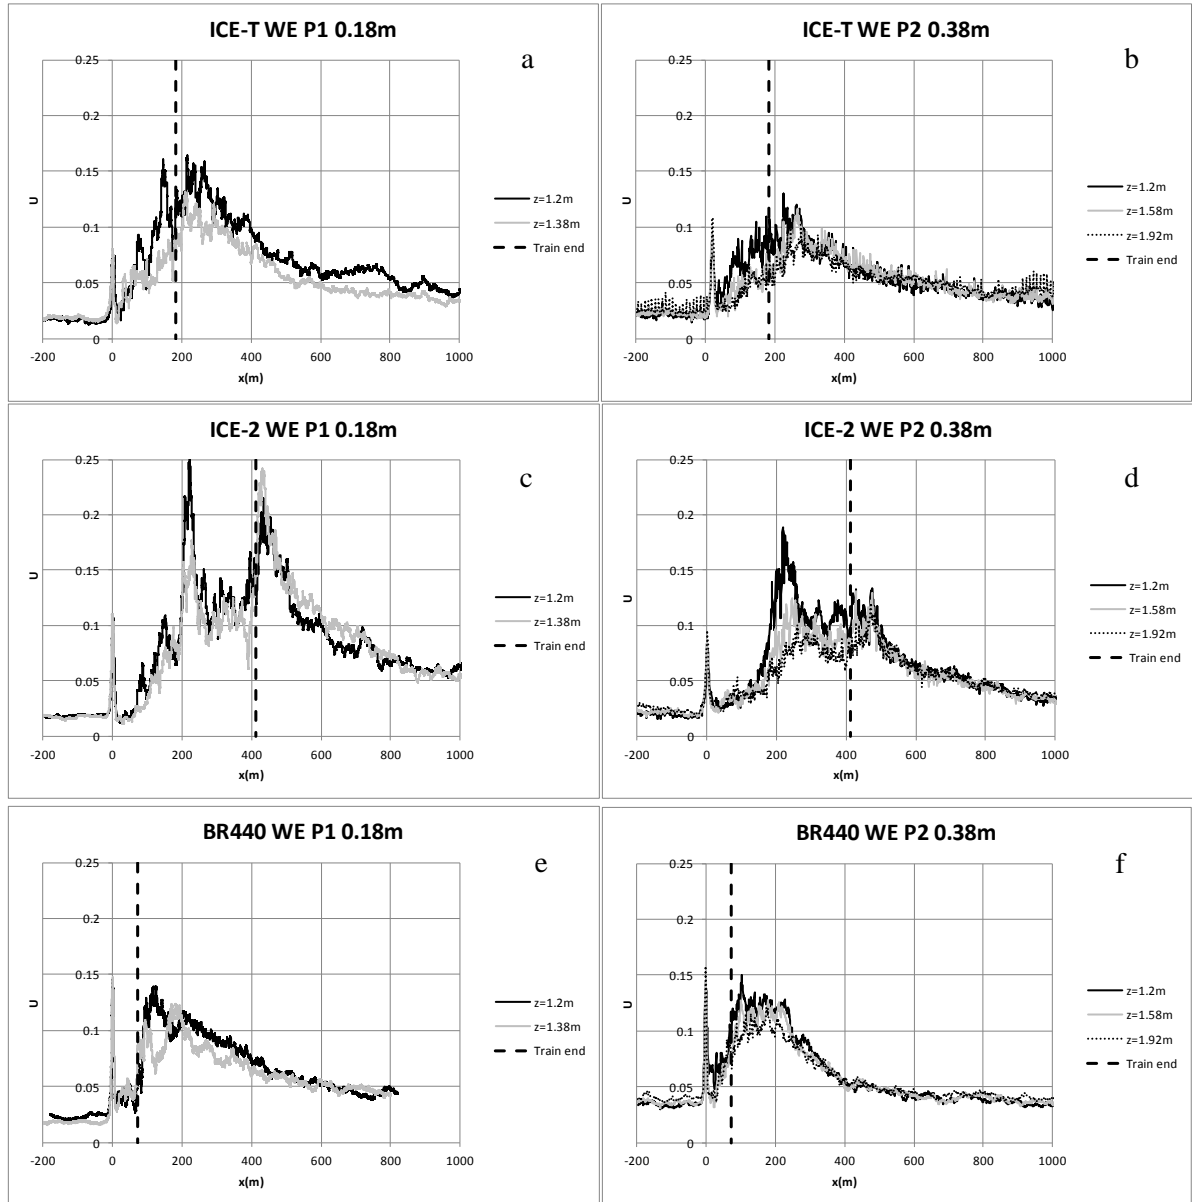 ICE-T WE P1 0.18m
a
0.25
0.2
0.15
0.1
0.05
0
-200 0 200 400 600 800 1000
U
x(m)
z=1.2m
z=1.38m
Train end
ICE-T WE P2 0.38m
b
0.25
0.2
0.15
0.1
0.05
0
-200 0 200 400 600 800 1000
U
x(m)
z=1.2m
z=1.58m
z=1.92m
Train end
ICE-2 WE P1 0.18m
c
0.25
0.2
0.15
0.1
0.05
0
-200 0 200 400 600 800 1000
U
x(m)
z=1.2m
z=1.38m
Train end
ICE-2 WE P2 0.38m
d
0.25
0.2
0.15
0.1
0.05
0
-200 0 200 400 600 800 1000
U
x(m)
z=1.2m
z=1.58m
z=1.92m
Train end
BR440 WE P1 0.18m
e
0.25
0.2
0.15
0.1
0.05
0
-200 0 200 400 600 800 1000
U
x(m)
z=1.2m
z=1.38m
Train end
BR440 WE P2 0.38m
f
0.25
0.2
0.15
0.1
0.05
0
-200 0 200 400 600 800 1000
U
x(m)
z=1.2m
z=1.58m
z=1.92m
Train end